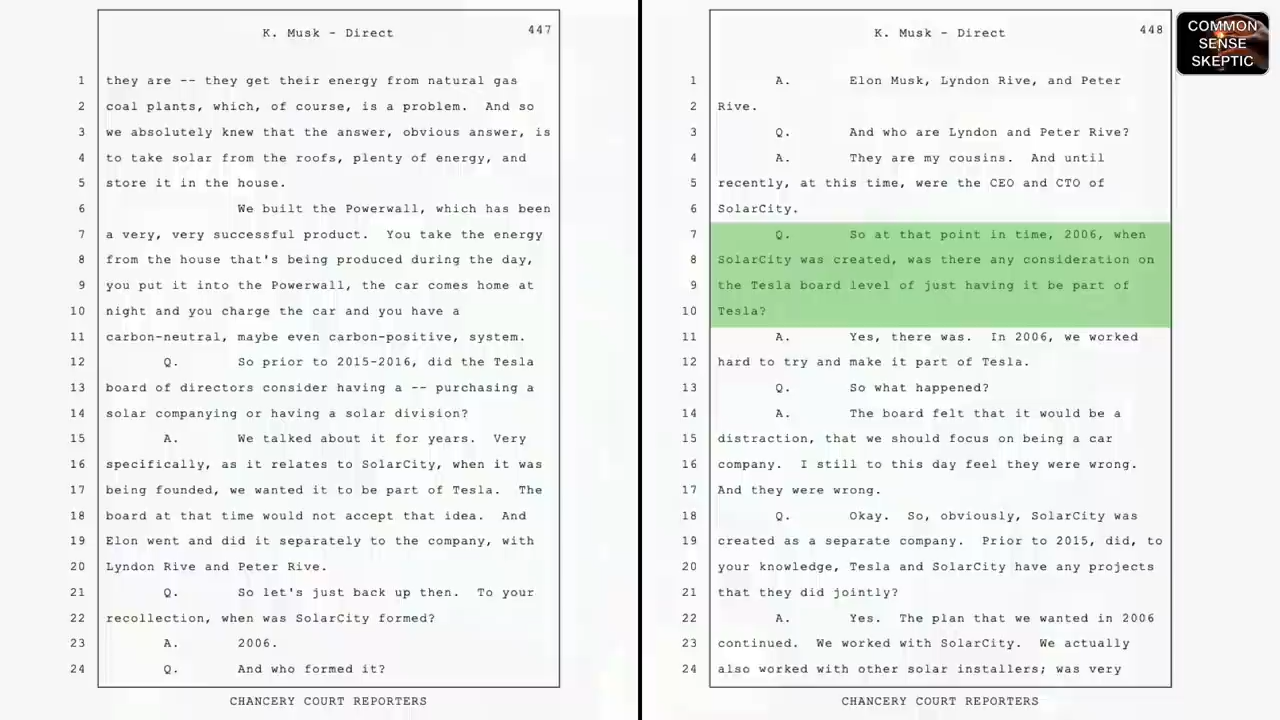 K. Musk - Direct
447
1 they are -- they get their energy from natural gas
2 coal plants, which, of course, is a problem. And so
3 we absolutely knew that the answer, obvious answer, is
4 to take solar from the roofs, plenty of energy, and
5 store it in the house.
6 We built the Powerwall, which has been
7 a very, very successful product. You take the energy
8 from the house that's being produced during the day,
9 you put it into the Powerwall, the car comes home at
10 night and you charge the car and you have a
11 carbon-neutral, maybe even carbon-positive, system.
12 Q. So prior to 2015-2016, did the Tesla
13 board of directors consider having a -- purchasing a
14 solar companying or having a solar division?
15 A. We talked about it for years. Very
16 specifically, as it relates to SolarCity, when it was
17 being founded, we wanted it to be part of Tesla. The
18 board at that time would not accept that idea. And
19 Elon went and did it separately to the company, with
20 Lyndon Rive and Peter Rive.
21 Q. So let's just back up then. To your
22 recollection, when was SolarCity formed?
23 A. 2006.
24 Q. And who formed it?
CHANCERY COURT REPORTERS
K. Musk - Direct
448
1 A. Elon Musk, Lyndon Rive, and Peter
2 Rive.
3 Q. And who are Lyndon and Peter Rive?
4 A. They are my cousins. And until
5 recently, at this time, were the CEO and CTO of
6 SolarCity.
7 Q. So at that point in time, 2006, when
8 SolarCity was created, was there any consideration on
9 the Tesla board level of just having it be part of
10 Tesla?
11 A. Yes, there was. In 2006, we worked
12 hard to try and make it part of Tesla.
13 Q. So what happened?
14 A. The board felt that it would be a
15 distraction, that we should focus on being a car
16 company. I still to this day feel they were wrong.
17 And they were wrong.
18 Q. Okay. So, obviously, SolarCity was
19 created as a separate company. Prior to 2015, did, to
20 your knowledge, Tesla and SolarCity have any projects
21 that they did jointly?
22 A. Yes. The plan that we wanted in 2006
23 continued. We worked with SolarCity. We actually
24 also worked with other solar installers; was very
CHANCERY COURT REPORTERS
COMMON
SENSE
SKEPTIC